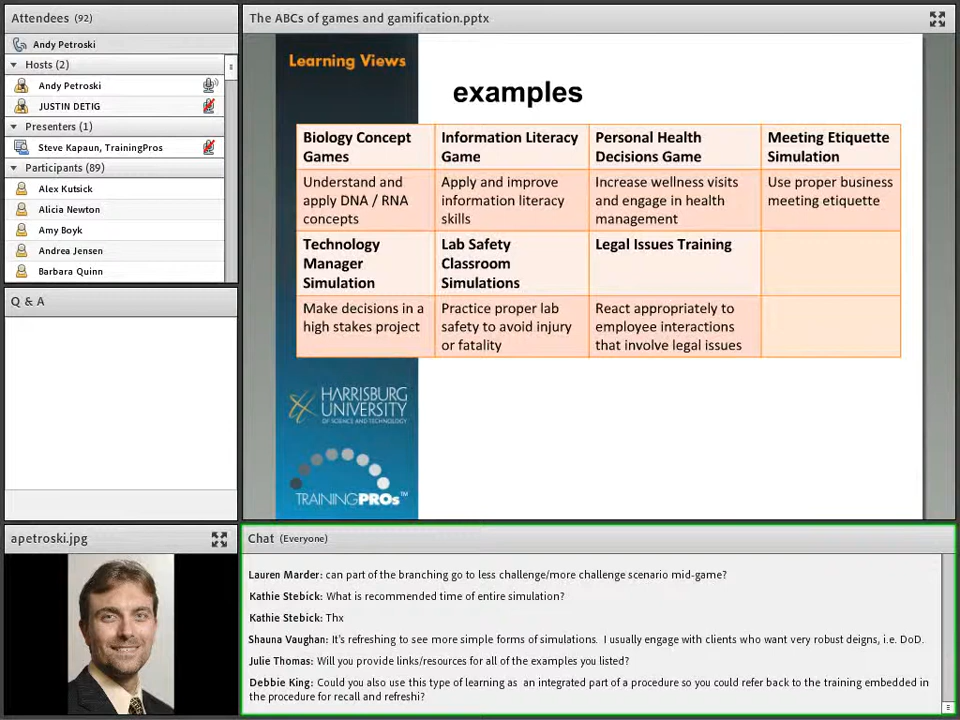 Attendees (92)
Andy Petroski
Hosts (2)
Andy Petroski
JUSTIN DETIG
Presenters (1)
Steve Kapaun, TrainingPros
Participants (89)
Alex Kutsick
Alicia Newton
Amy Boyk
Andrea Jensen
Barbara Quinn
Q & A
apetroski.jpg
The ABCs of games and gamification.pptx
Learning Views
examples
Biology Concept
Games
Information Literacy
Game
Personal Health
Decisions Game
Meeting Etiquette
Simulation
Understand and
apply DNA / RNA
concepts
Apply and improve
information literacy
skills
Increase wellness visits
and engage in health
management
Use proper business
meeting etiquette
Technology
Manager
Simulation
Lab Safety
Classroom
Simulations
Legal Issues Training
Make decisions in a
high stakes project
Practice proper lab
safety to avoid injury
or fatality
React appropriately to
employee interactions
that involve legal issues
HARRISBURG
UNIVERSITY
OF SCIENCE AND TECHNOLOGY
TRAININGPROs™
Chat (Everyone)
Lauren Marder: can part of the branching go to less challenge/more challenge scenario mid-game?
Kathie Stebick: What is recommended time of entire simulation?
Kathie Stebick: Thx
Shauna Vaughan: It's refreshing to see more simple forms of simulations. I usually engage with clients who want very robust deigns, i.e. DoD.
Julie Thomas: Will you provide links/resources for all of the examples you listed?
Debbie King: Could you also use this type of learning as an integrated part of a procedure so you could refer back to the training embedded in
the procedure for recall and refreshi?